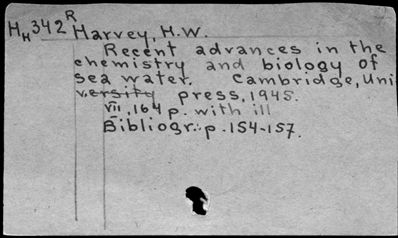 HH342R Harvey, H.W.
Recent advances in the
chemistry and biology of
sea water. Cambridge, Uni
versity press, 1945.
VII, 164 p. with ill
Bibliogr.: p. 154-157.